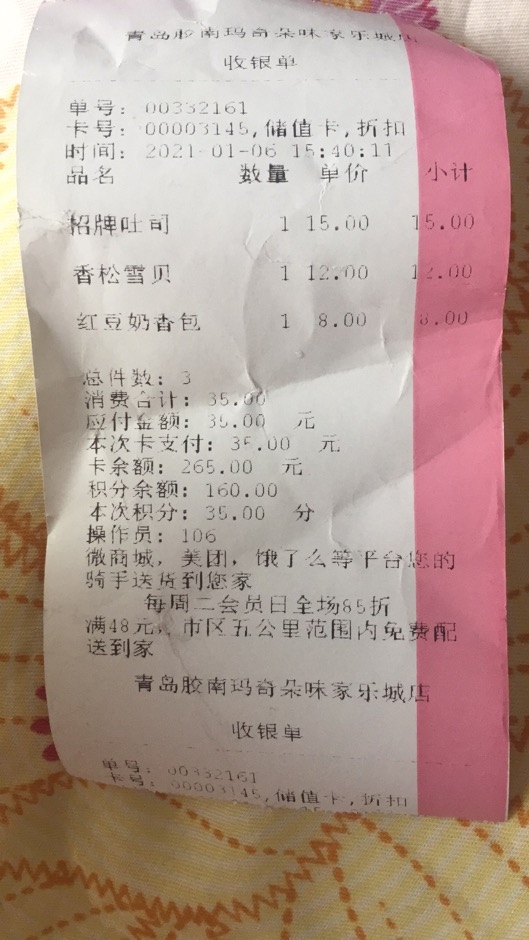 青岛胶南玛奇朵味家乐城店
收银单
单号: 00332161
卡号: 00003145,储值卡,折扣
时间: 2021-01-06 15:40:11
品名 数量 单价 小计
招牌吐司 1 15.00 15.00
香松雪贝 1 12.00 12.00
红豆奶香包 1 8.00 8.00
总件数: 3
消费合计: 35.00
应付金额: 35.00 元
本次卡支付: 35.00 元
卡余额: 265.00 元
积分余额: 160.00
本次积分: 35.00 分
操作员: 106
微商城, 美团, 饿了么等平台您的
骑手送货到您家
每周二会员日全场85折
满48元, 市区五公里范围内免费配
送到家
青岛胶南玛奇朵味家乐城店
收银单
单号: 00332161
卡号: 00003145,储值卡,折扣